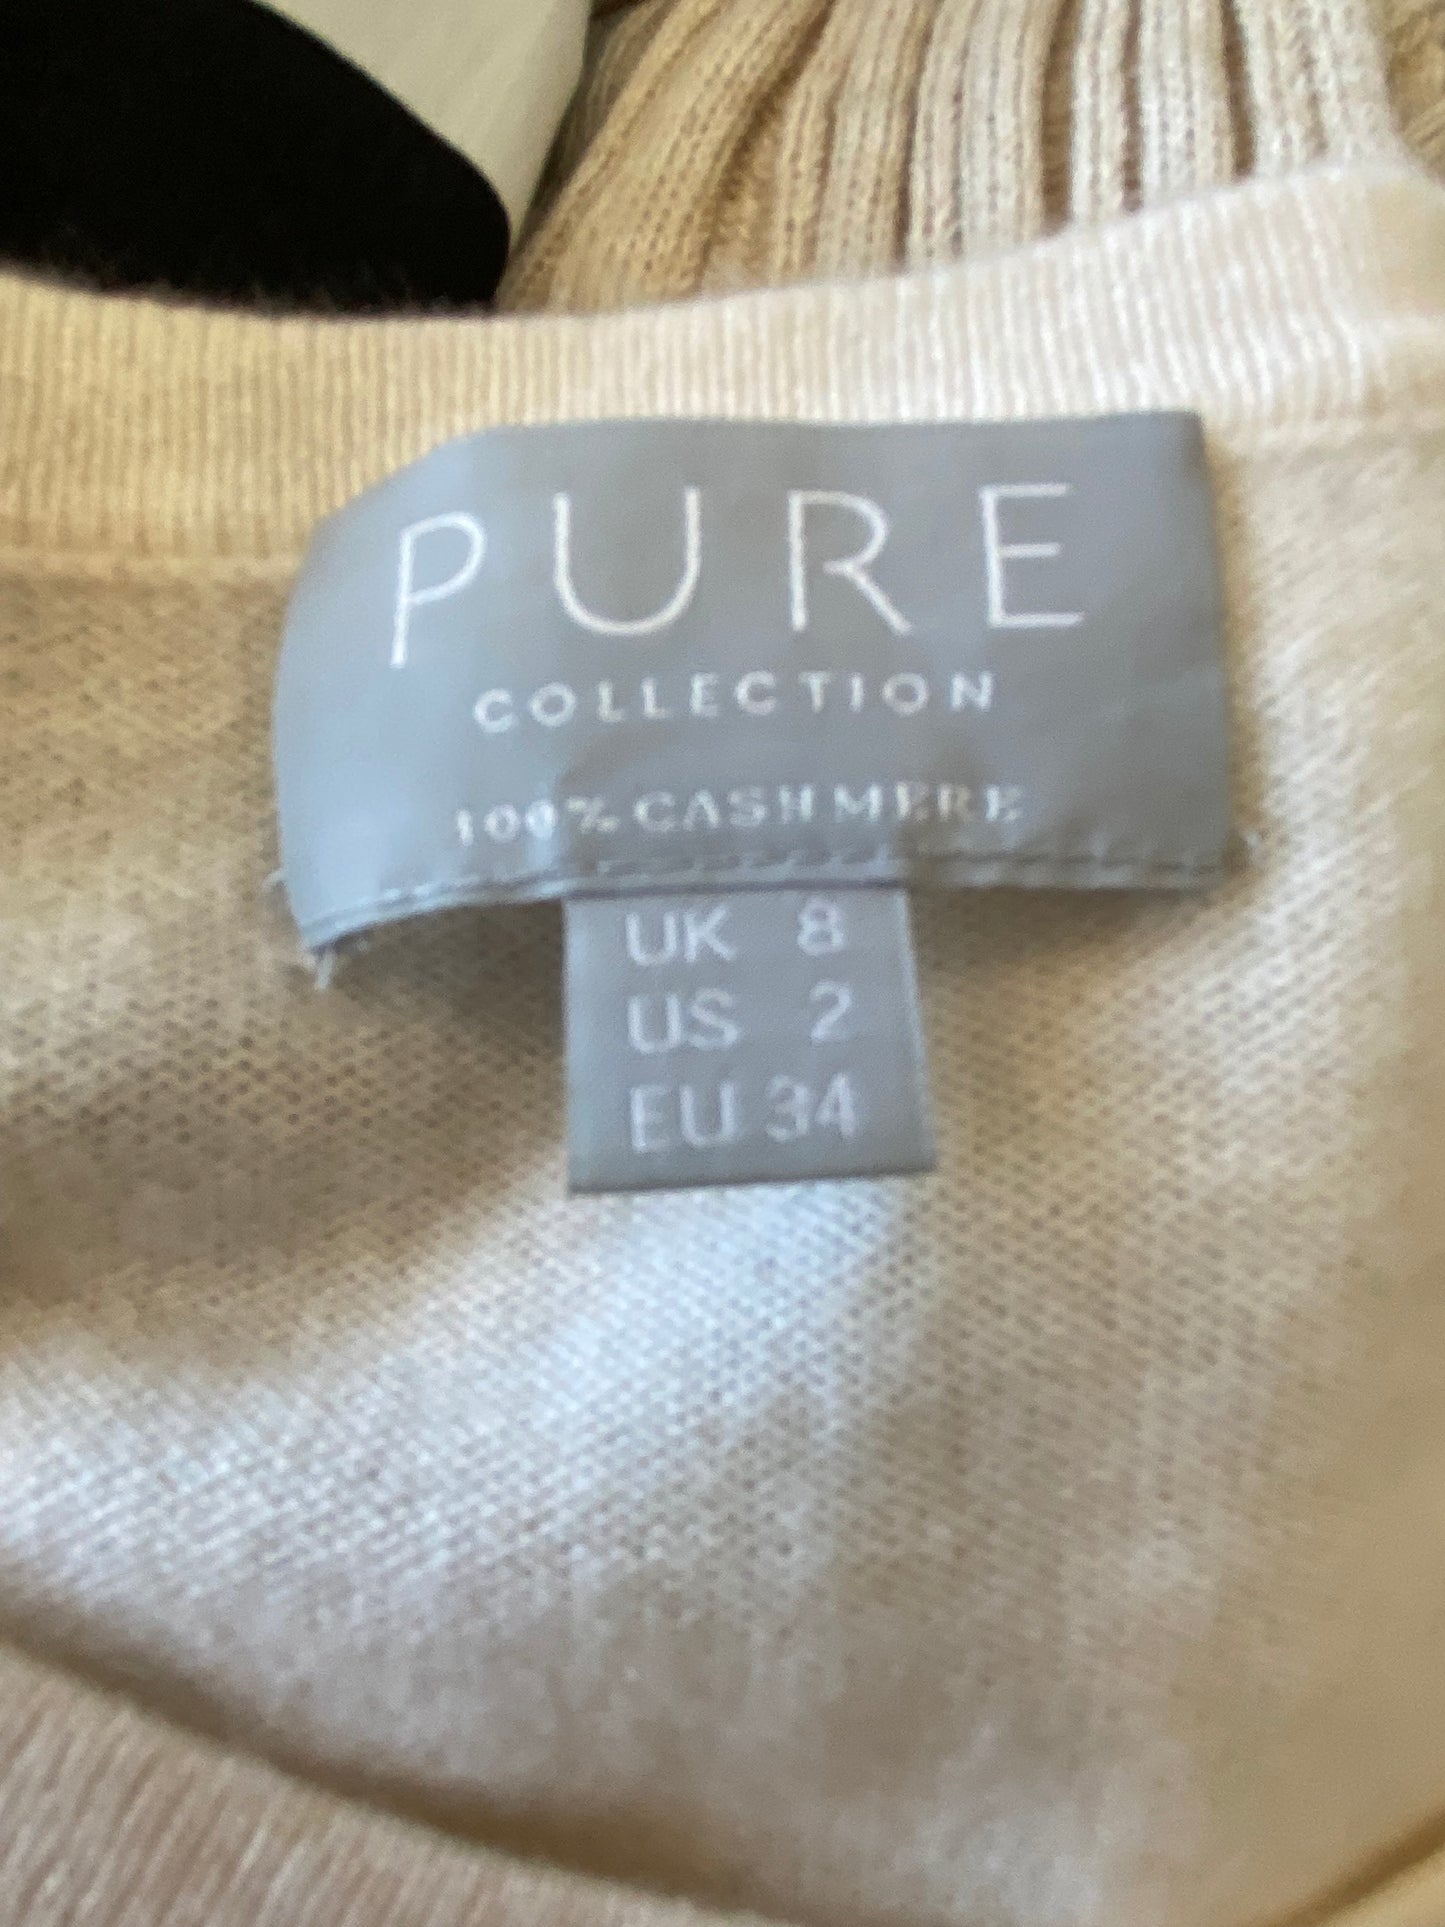 PURE
COLLECTION
100% CASHMERE
UK 8
US 2
EU 34